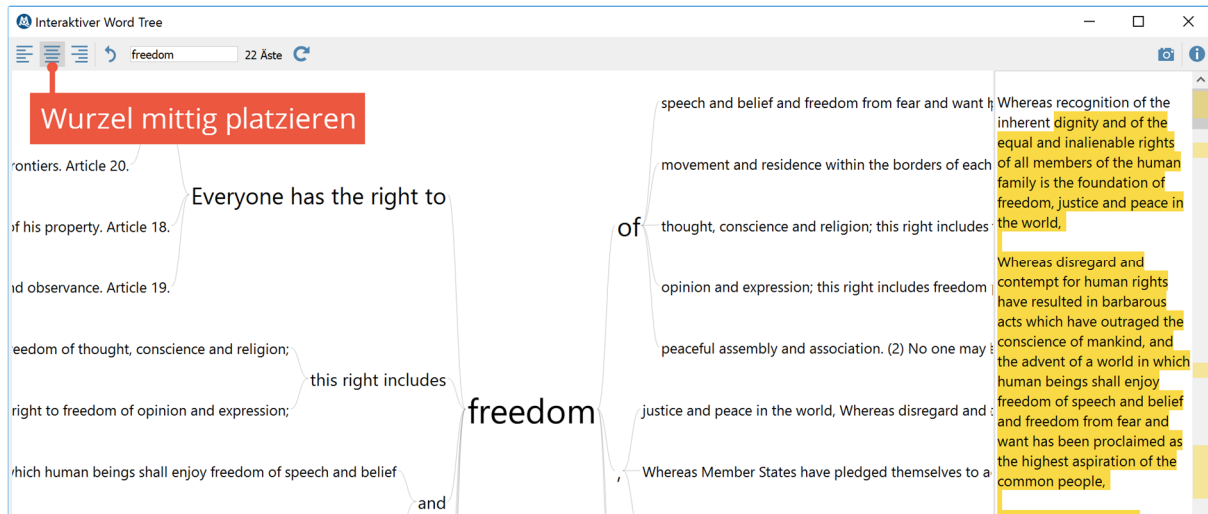 Interaktiver Word Tree
freedom
22 Äste
Wurzel mittig platzieren
rontiers. Article 20.
Everyone has the right to
of his property. Article 18.
nd observance. Article 19.
eedom of thought, conscience and religion;
this right includes
right to freedom of opinion and expression;
which human beings shall enjoy freedom of speech and belief
and
freedom
of
speech and belief and freedom from fear and want
movement and residence within the borders of each
thought, conscience and religion; this right includes
opinion and expression; this right includes freedom
peaceful assembly and association. (2) No one may
,
justice and peace in the world, Whereas disregard and
Whereas Member States have pledged themselves to
Whereas recognition of the
inherent dignity and of the
equal and inalienable rights
of all members of the human
family is the foundation of
freedom, justice and peace in
the world,
Whereas disregard and
contempt for human rights
have resulted in barbarous
acts which have outraged the
conscience of mankind, and
the advent of a world in which
human beings shall enjoy
freedom of speech and belief
and freedom from fear and
want has been proclaimed as
the highest aspiration of the
common people,